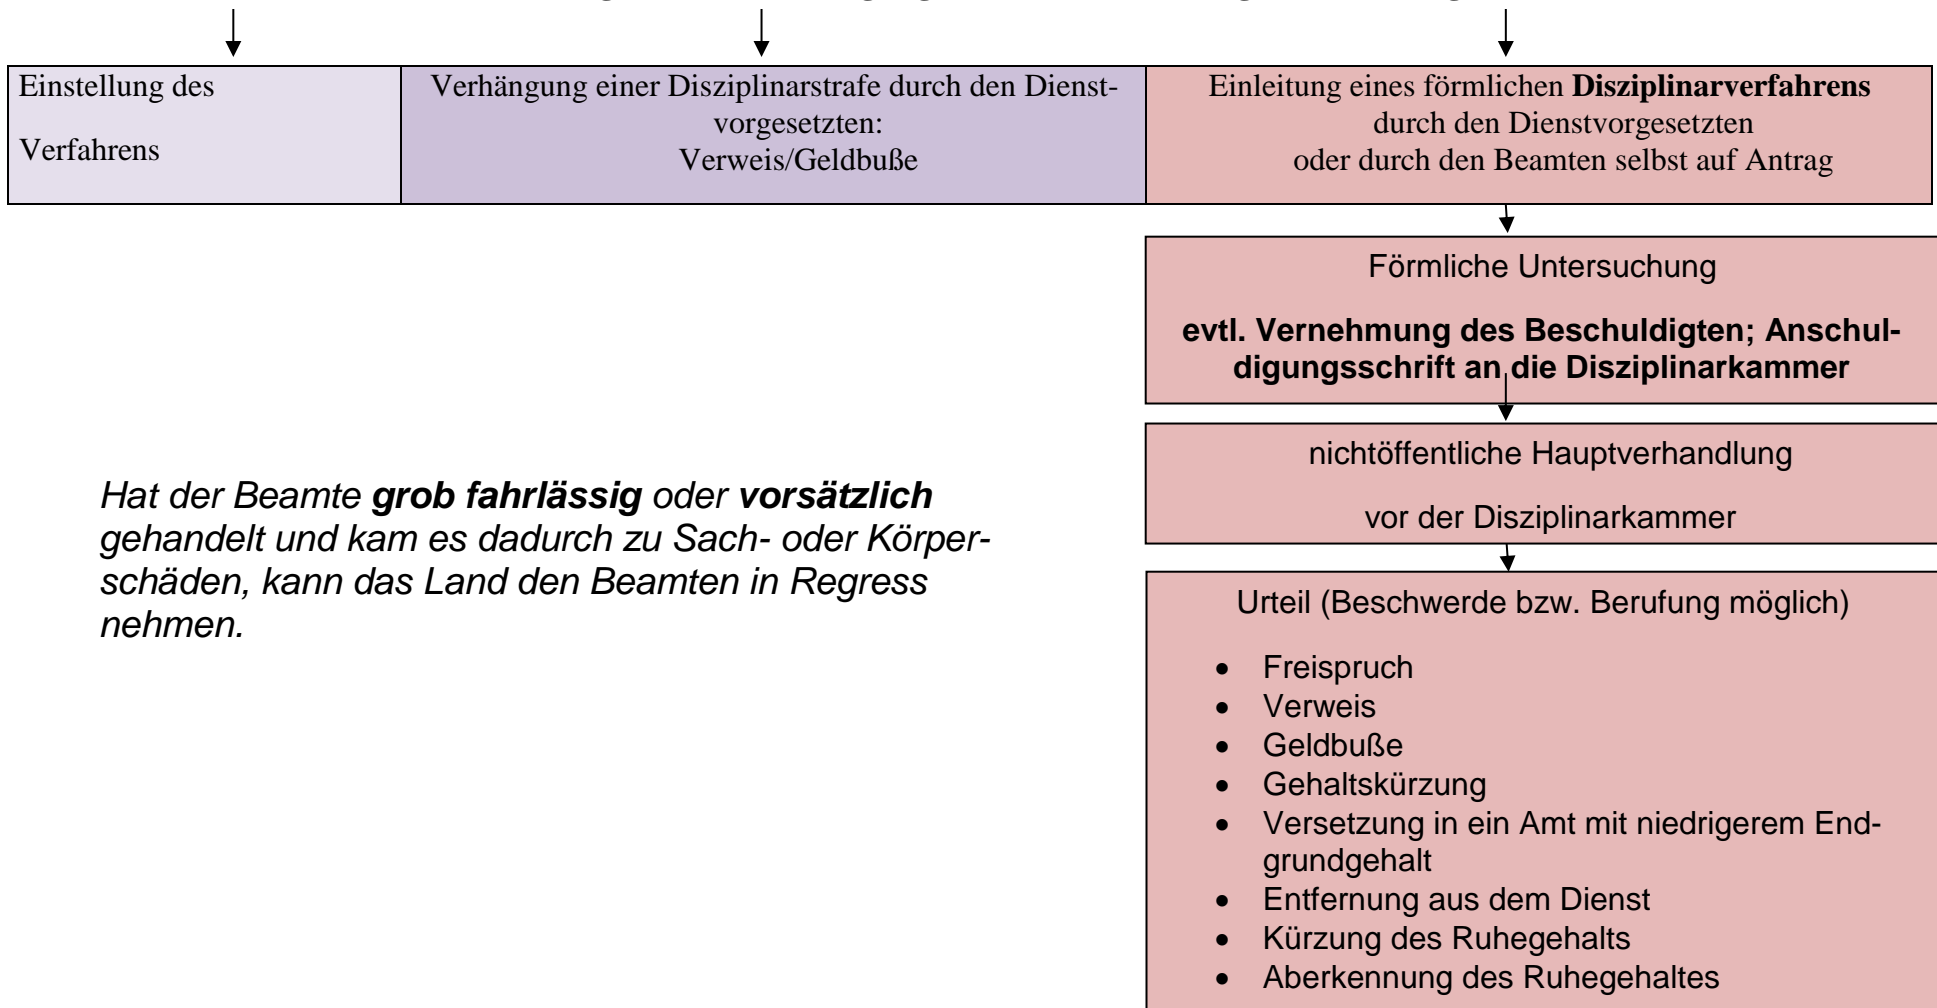 Einstellung des
Verfahrens
Verhängung einer Disziplinarstrafe durch den Dienst-
vorgesetzten:
Verweis/Geldbuße
Einleitung eines förmlichen Disziplinarverfahrens
durch den Dienstvorgesetzten
oder durch den Beamten selbst auf Antrag
Förmliche Untersuchung
evtl. Vernehmung des Beschuldigten; Anschul-
digungsschrift an die Disziplinarkammer
nichtöffentliche Hauptverhandlung
vor der Disziplinarkammer
Hat der Beamte grob fahrlässig oder vorsätzlich
gehandelt und kam es dadurch zu Sach- oder Körper-
schäden, kann das Land den Beamten in Regress
nehmen.
Urteil (Beschwerde bzw. Berufung möglich)
• Freispruch
• Verweis
• Geldbuße
• Gehaltskürzung
• Versetzung in ein Amt mit niedrigerem End-
grundgehalt
• Entfernung aus dem Dienst
• Kürzung des Ruhegehalts
• Aberkennung des Ruhegehaltes